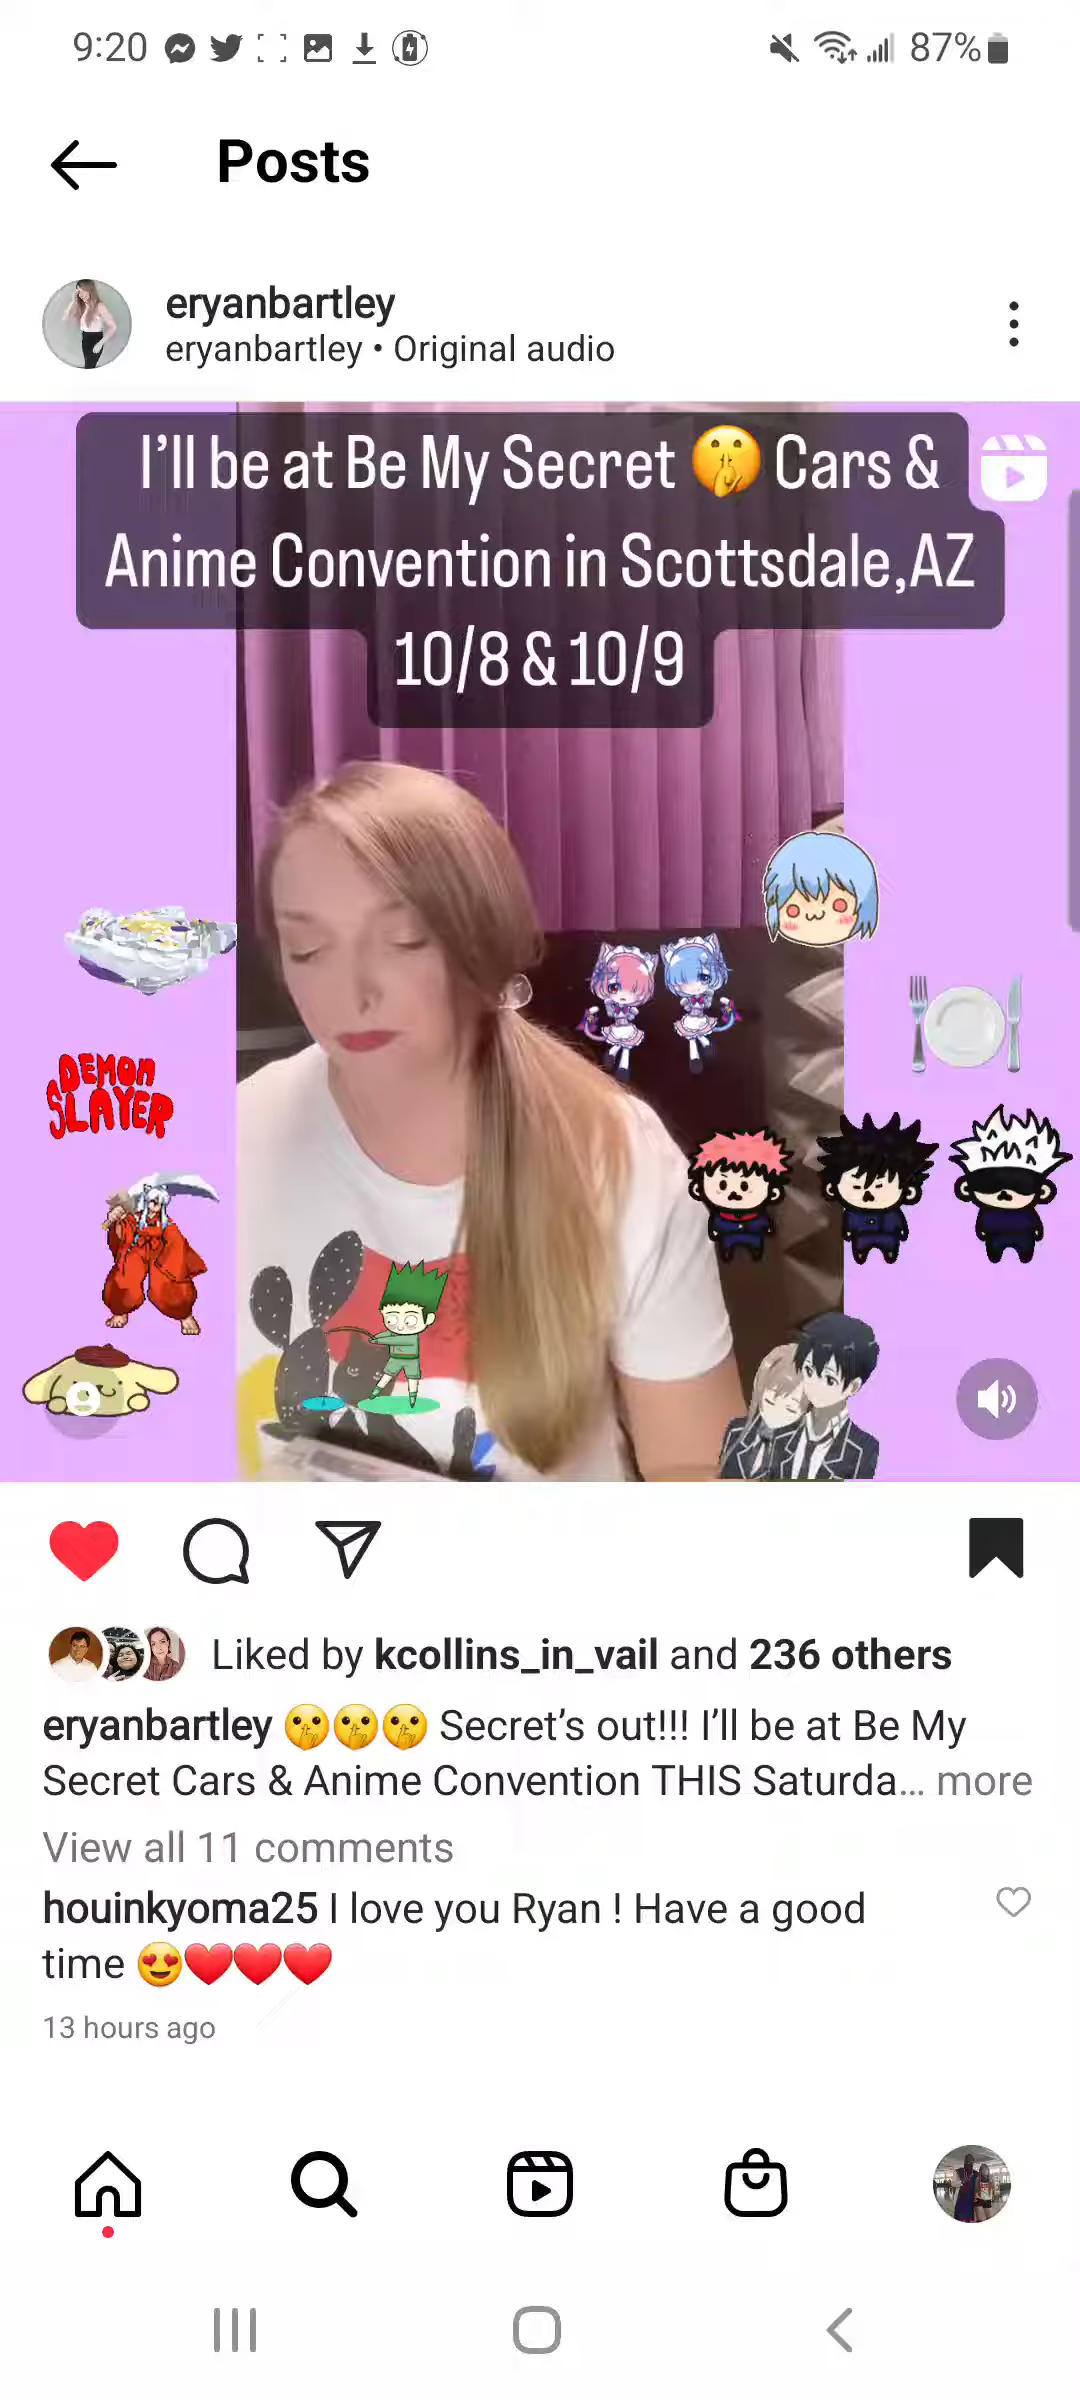 9:20
87%
Posts
eryanbartley
eryanbartley • Original audio
I'll be at Be My Secret 🤫 Cars &
Anime Convention in Scottsdale,AZ
10/8 & 10/9
DEMON
SLAYER
Liked by kcollins_in_vail and 236 others
eryanbartley 🤫🤫🤫 Secret's out!!! I'll be at Be My
Secret Cars & Anime Convention THIS Saturda... more
View all 11 comments
houinkyoma25 I love you Ryan ! Have a good
time 😍❤️❤️❤️
13 hours ago